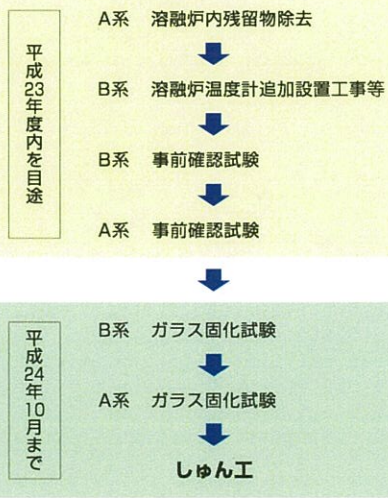 平成23年度内を目途
A系 溶融炉内残留物除去
B系 溶融炉温度計追加設置工事等
B系 事前確認試験
A系 事前確認試験
平成24年10月まで
B系 ガラス固化試験
A系 ガラス固化試験
しゅん工